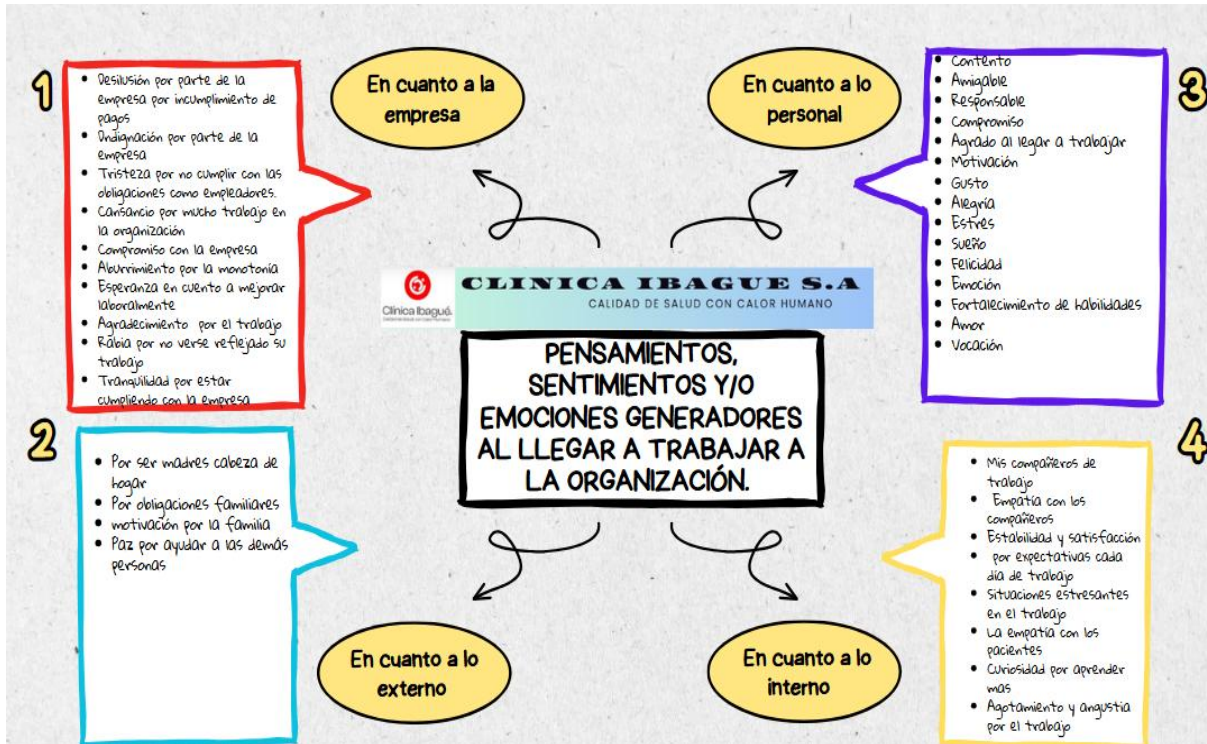 1
• Desilusión por parte de la
empresa por incumplimiento de
pagos
• Indignación por parte de la
empresa
• Tristeza por no cumplir con las
obligaciones como empleadores.
• Cansancio por mucho trabajo en
la organización
• Compromiso con la empresa
• Aburrimiento por la monotonía
• Esperanza en cuento a mejorar
laboralmente
• Agradecimiento por el trabajo
• Rabia por no verse reflejado su
trabajo
• Tranquilidad por estar
cumpliendo con la empresa
En cuanto a la
empresa
En cuanto a lo
personal
3
• Contento
• Amigable
• Responsable
• Compromiso
• Agrado al legar a trabajar
• Motivación
• Gusto
• Alegría
• Estres
• Sueño
• Felicidad
• Emoción
• Fortalecimiento de habilidades
• Amor
• Vocación
Clínica Ibagué.
CLINICA IBAGUE S.A
CALIDAD DE SALUD CON CALOR HUMANO
PENSAMIENTOS,
SENTIMIENTOS Y/O
EMOCIONES GENERADORES
AL LLEGAR A TRABAJAR A
LA ORGANIZACIÓN.
2
• Por ser madres cabeza de
hogar
• Por obligaciones familiares
• motivación por la familia
• Paz por ayudar a las demás
personas
En cuanto a lo
externo
En cuanto a lo
interno
4
• Mis compañeros de
trabajo
• Empatía con los
compañeros
• Estabilidad y satisfacción
• por expectativas cada
día de trabajo
• Situaciones estresantes
en el trabajo
• La empatía con los
pacientes
• Curiosidad por aprender
mas
• Agotamiento y angustia
por el trabajo